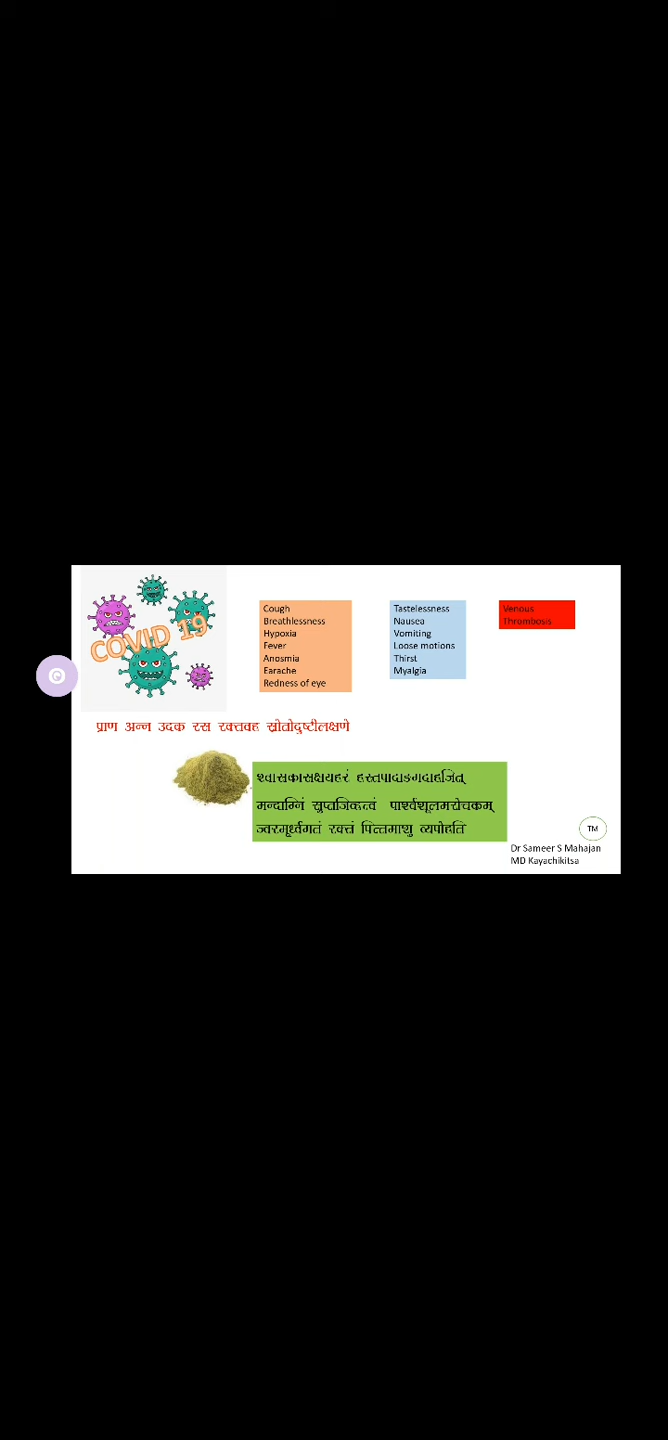 COVID 19
Cough
Breathlessness
Hypoxia
Fever
Anosmia
Earache
Redness of eye
Tastelessness
Nausea
Vomiting
Loose motions
Thirst
Myalgia
Venous
Thrombosis
प्राण अन्न उदक रस रक्तवह स्रोतोदुष्टीलक्षणे
श्वासकासक्षयहरं हस्तपादाङगदाहजित्
मन्दाग्निं सुप्तजिव्हत्वं पार्श्वशूलमरोचकम्
ज्वरमूर्ध्वगतं रक्तं पित्तमाशु व्यपोहति
TM
Dr Sameer S Mahajan
MD Kayachikitsa